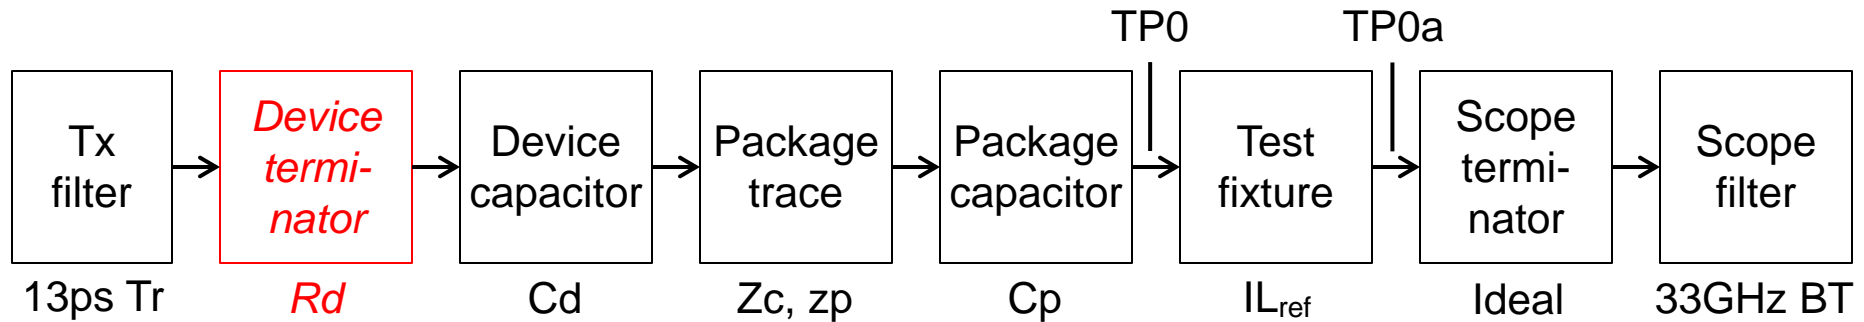 TP0
TP0a
Tx
filter
Device
termi-
nator
Device
capacitor
Package
trace
Package
capacitor
Test
fixture
Scope
termi-
nator
Scope
filter
13ps Tr
Rd
Cd
Zc, zp
Cp
ILref
Ideal
33GHz BT